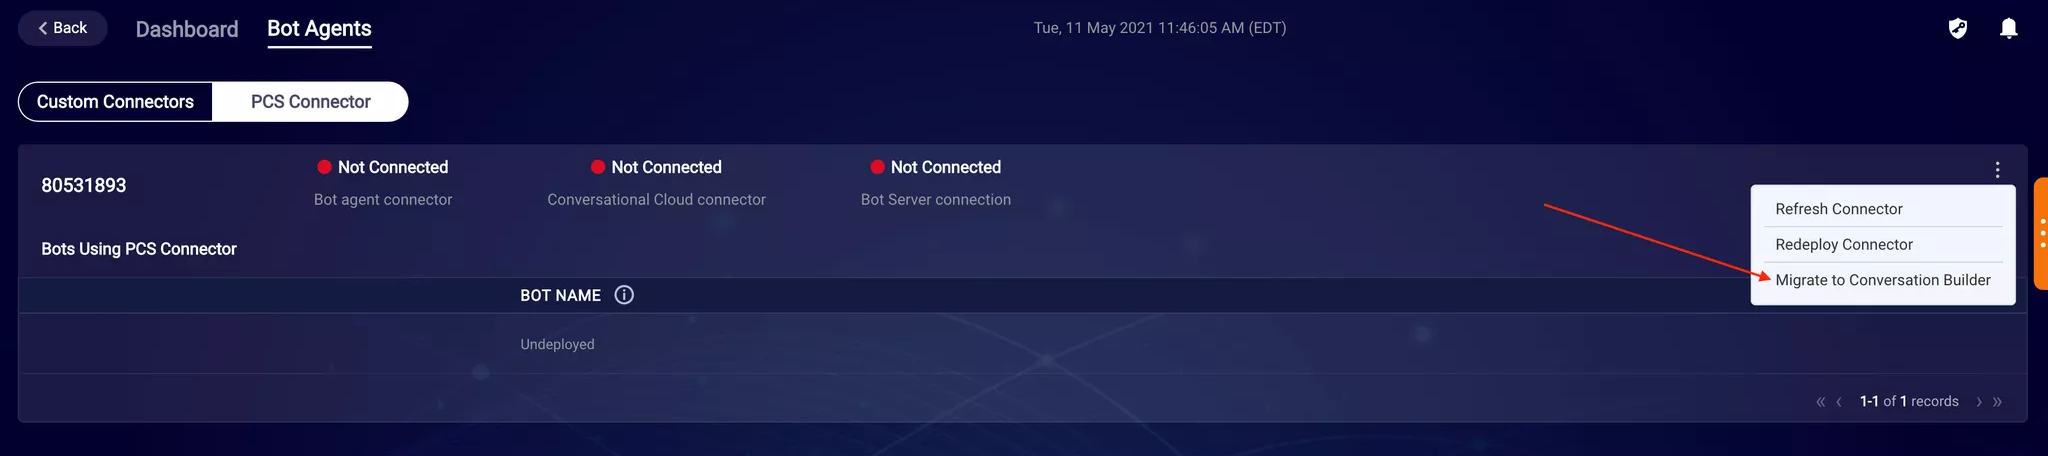 Back Dashboard Bot Agents Tue, 11 May 2021 11:46:05 AM (EDT)
Custom Connectors PCS Connector
80531893
Not Connected
Bot agent connector
Not Connected
Conversational Cloud connector
Not Connected
Bot Server connection
Refresh Connector
Redeploy Connector
Migrate to Conversation Builder
Bots Using PCS Connector
BOT NAME
Undeployed
« ‹ 1-1 of 1 records › »